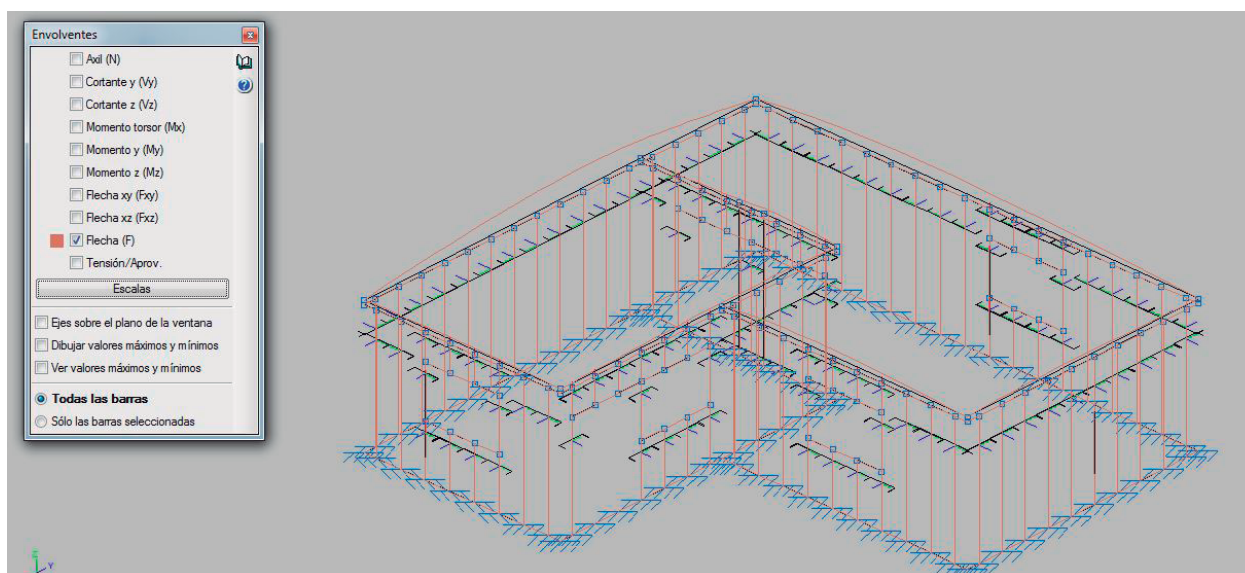 Envolventes
Axil (N)
Cortante y (Vy)
Cortante z (Vz)
Momento torsor (Mx)
Momento y (My)
Momento z (Mz)
Flecha xy (Fxy)
Flecha xz (Fxz)
Flecha (F)
Tensión/Aprov.
Escalas
Ejes sobre el plano de la ventana
Dibujar valores máximos y mínimos
Ver valores máximos y mínimos
Todas las barras
Sólo las barras seleccionadas
Z
Y